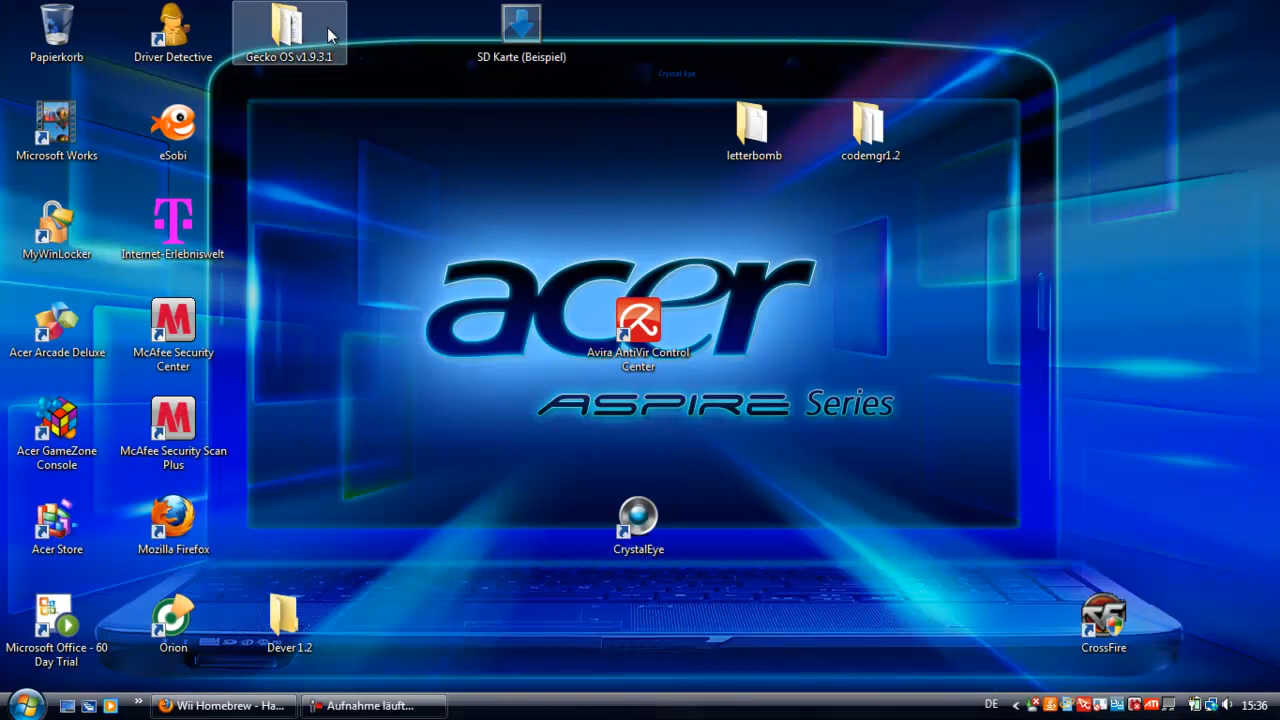 Papierkorb
Driver Detective
Gecko OS v1.9.3.1
SD Karte (Beispiel)
Crystal Eye
Microsoft Works
eSobi
letterbomb
codemgr1.2
MyWinLocker
Internet-Erlebniswelt
acer
Acer Arcade Deluxe
McAfee Security
Center
Avira AntiVir Control
Center
ASPIRE Series
Acer GameZone
Console
McAfee Security Scan
Plus
Acer Store
Mozilla Firefox
CrystalEye
Microsoft Office - 60
Day Trial
Orion
Dever 1.2
CrossFire
Wii Homebrew - Ha...
Aufnahme läuft...
DE
ATI
15:36